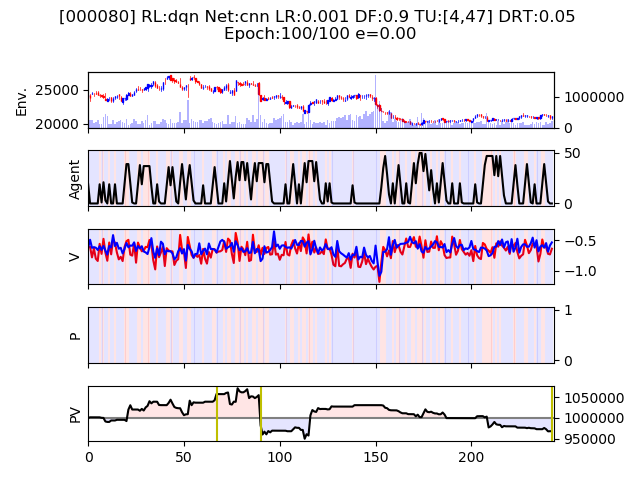 [000080] RL:dqn Net:cnn LR:0.001 DF:0.9 TU:[4,47] DRT:0.05
Epoch:100/100 e=0.00
Env.
25000
20000
1000000
0
Agent
50
0
V
−0.5
−1.0
P
1
0
PV
1050000
1000000
950000
0 50 100 150 200